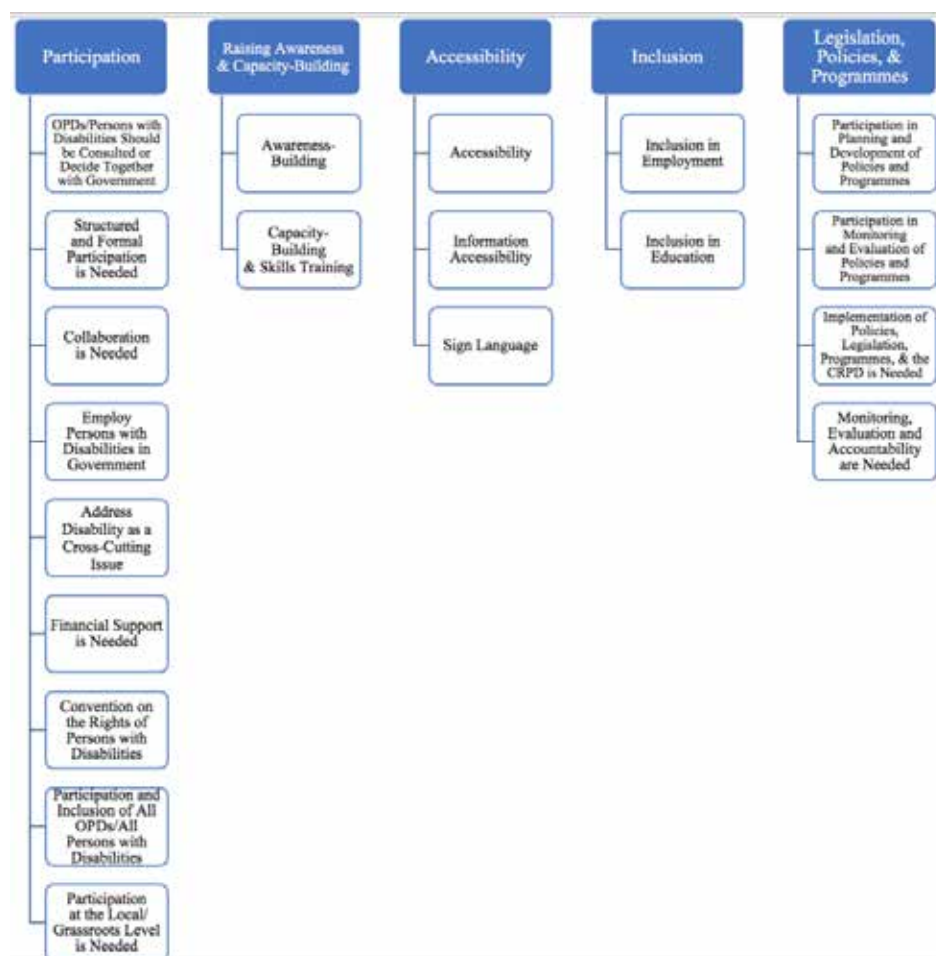 Participation
OPDs/Persons with
Disabilities Should
be Consulted or
Decide Together
with Government
Structured
and Formal
Participation
is Needed
Collaboration
is Needed
Employ
Persons with
Disabilities in
Government
Address
Disability as a
Cross-Cutting
Issue
Financial Support
is Needed
Convention on
the Rights of
Persons with
Disabilities
Participation and
Inclusion of All
OPDs/All
Persons with
Disabilities
Participation
at the Local/
Grassroots Level
is Needed
Raising Awareness
& Capacity-Building
Awareness-
Building
Capacity-
Building
& Skills Training
Accessibility
Accessibility
Information
Accessibility
Sign Language
Inclusion
Inclusion in
Employment
Inclusion in
Education
Legislation,
Policies, &
Programmes
Participation in
Planning and
Development of
Policies and
Programmes
Participation in
Monitoring
and Evaluation of
Policies and
Programmes
Implementation of
Policies,
Legislation,
Programmes, & the
CRPD is Needed
Monitoring,
Evaluation and
Accountability
are Needed